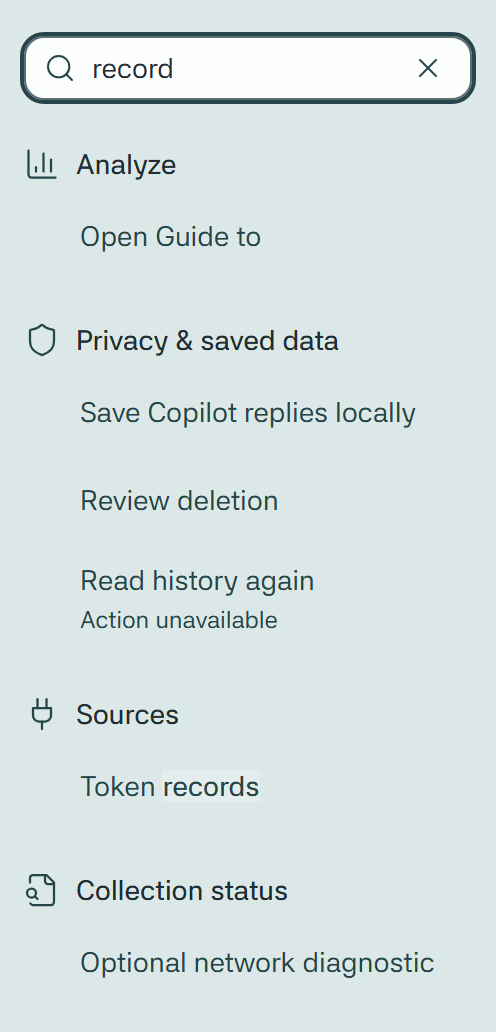 record
Analyze
Open Guide to
Privacy & saved data
Save Copilot replies locally
Review deletion
Read history again
Action unavailable
Sources
Token records
Collection status
Optional network diagnostic